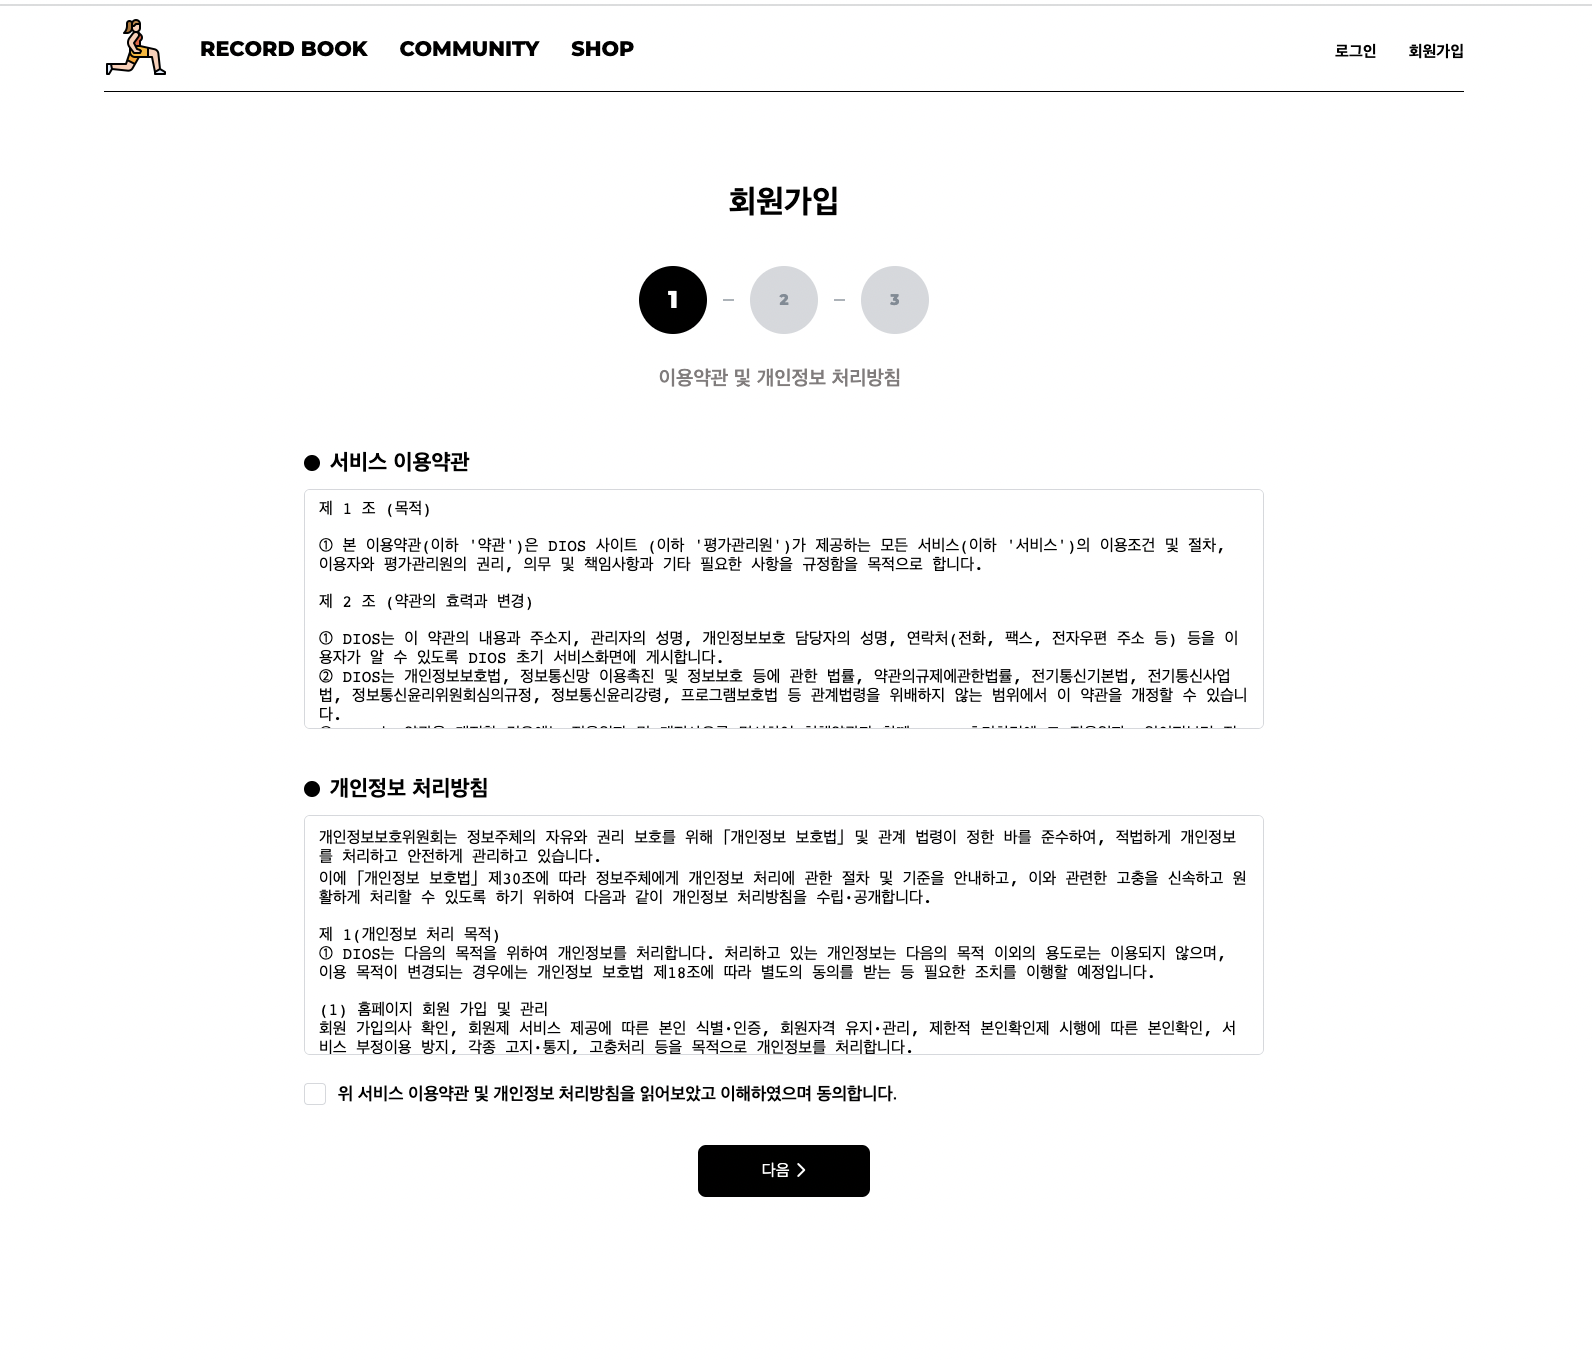 RECORD BOOK COMMUNITY SHOP 로그인 회원가입
회원가입
1 – 2 – 3
이용약관 및 개인정보 처리방침
● 서비스 이용약관
제 1 조 (목적)
① 본 이용약관(이하 '약관')은 DIOS 사이트 (이하 '평가관리원')가 제공하는 모든 서비스(이하 '서비스')의 이용조건 및 절차,
이용자와 평가관리원의 권리, 의무 및 책임사항과 기타 필요한 사항을 규정함을 목적으로 합니다.
제 2 조 (약관의 효력과 변경)
① DIOS는 이 약관의 내용과 주소지, 관리자의 성명, 개인정보보호 담당자의 성명, 연락처(전화, 팩스, 전자우편 주소 등) 등을 이
용자가 알 수 있도록 DIOS 초기 서비스화면에 게시합니다.
② DIOS는 개인정보보호법, 정보통신망 이용촉진 및 정보보호 등에 관한 법률, 약관의규제에관한법률, 전기통신기본법, 전기통신사업
법, 정보통신윤리위원회심의규정, 정보통신윤리강령, 프로그램보호법 등 관계법령을 위배하지 않는 범위에서 이 약관을 개정할 수 있습니
다.
● 개인정보 처리방침
개인정보보호위원회는 정보주체의 자유와 권리 보호를 위해 「개인정보 보호법」 및 관계 법령이 정한 바를 준수하여, 적법하게 개인정보
를 처리하고 안전하게 관리하고 있습니다.
이에 「개인정보 보호법」 제30조에 따라 정보주체에게 개인정보 처리에 관한 절차 및 기준을 안내하고, 이와 관련한 고충을 신속하고 원
활하게 처리할 수 있도록 하기 위하여 다음과 같이 개인정보 처리방침을 수립·공개합니다.
제 1(개인정보 처리 목적)
① DIOS는 다음의 목적을 위하여 개인정보를 처리합니다. 처리하고 있는 개인정보는 다음의 목적 이외의 용도로는 이용되지 않으며,
이용 목적이 변경되는 경우에는 개인정보 보호법 제18조에 따라 별도의 동의를 받는 등 필요한 조치를 이행할 예정입니다.
(1) 홈페이지 회원 가입 및 관리
회원 가입의사 확인, 회원제 서비스 제공에 따른 본인 식별·인증, 회원자격 유지·관리, 제한적 본인확인제 시행에 따른 본인확인, 서
비스 부정이용 방지, 각종 고지·통지, 고충처리 등을 목적으로 개인정보를 처리합니다.
위 서비스 이용약관 및 개인정보 처리방침을 읽어보았고 이해하였으며 동의합니다.
다음 >